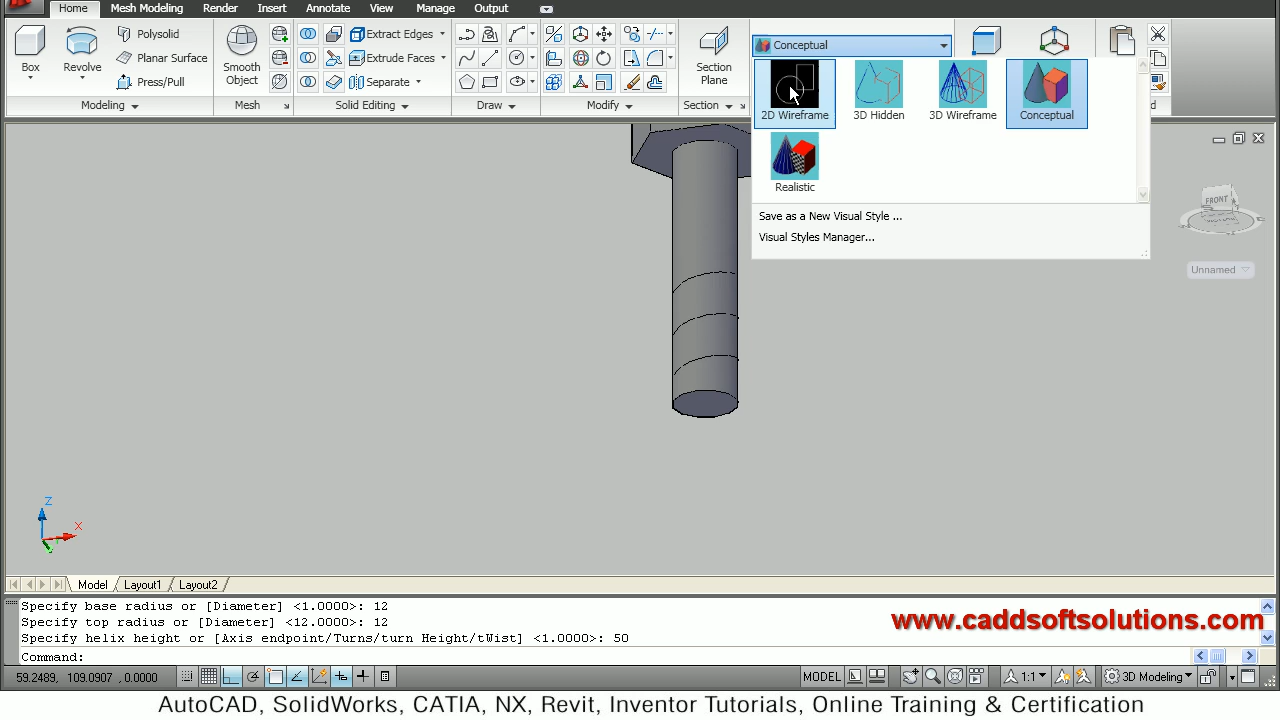 Home Mesh Modeling Render Insert Annotate View Manage Output
Box
Revolve
Polysolid
Planar Surface
Press/Pull
Modeling
Smooth
Object
Mesh
Extract Edges
Extrude Faces
Separate
Solid Editing
Draw
Modify
Section
Plane
Section
Conceptual
2D Wireframe
3D Hidden
3D Wireframe
Conceptual
Realistic
Save as a New Visual Style ...
Visual Styles Manager...
FRONT
Unnamed
Z
X
Model Layout1 Layout2
Specify base radius or [Diameter] <1.0000>: 12
Specify top radius or [Diameter] <12.0000>: 12
Specify helix height or [Axis endpoint/Turns/turn Height/tWist] <1.0000>: 50
Command:
www.caddsoftsolutions.com
59.2489, 109.0907, 0.0000
MODEL
1:1
3D Modeling
AutoCAD, SolidWorks, CATIA, NX, Revit, Inventor Tutorials, Online Training & Certification